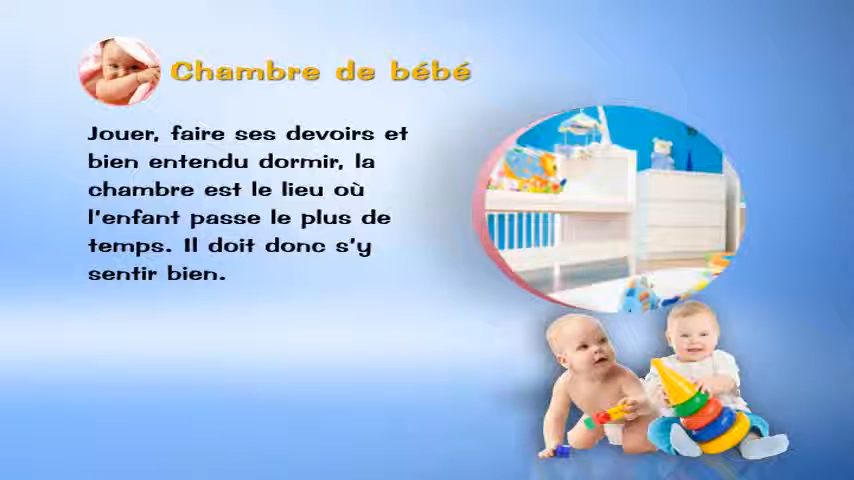 Chambre de bébé
Jouer, faire ses devoirs et
bien entendu dormir, la
chambre est le lieu où
l'enfant passe le plus de
temps. Il doit donc s'y
sentir bien.